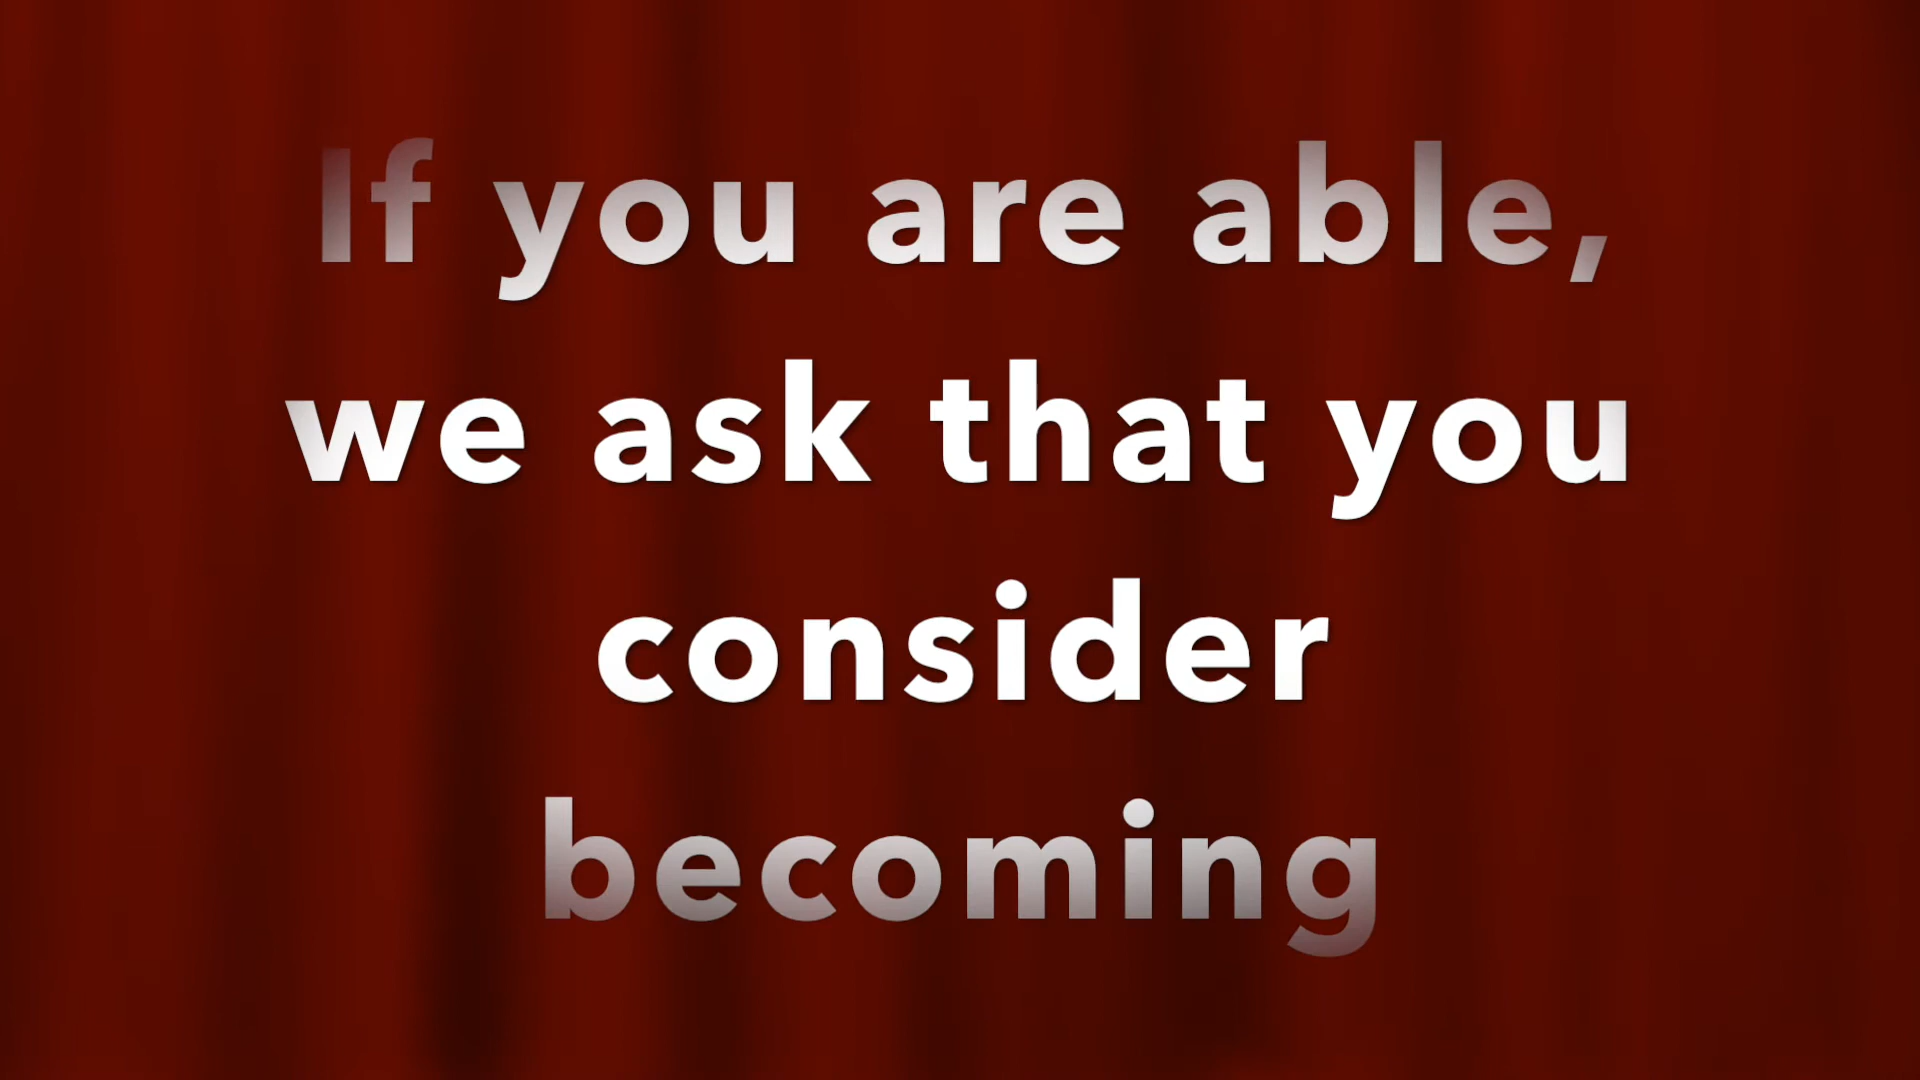 If you are able,
we ask that you
consider
becoming